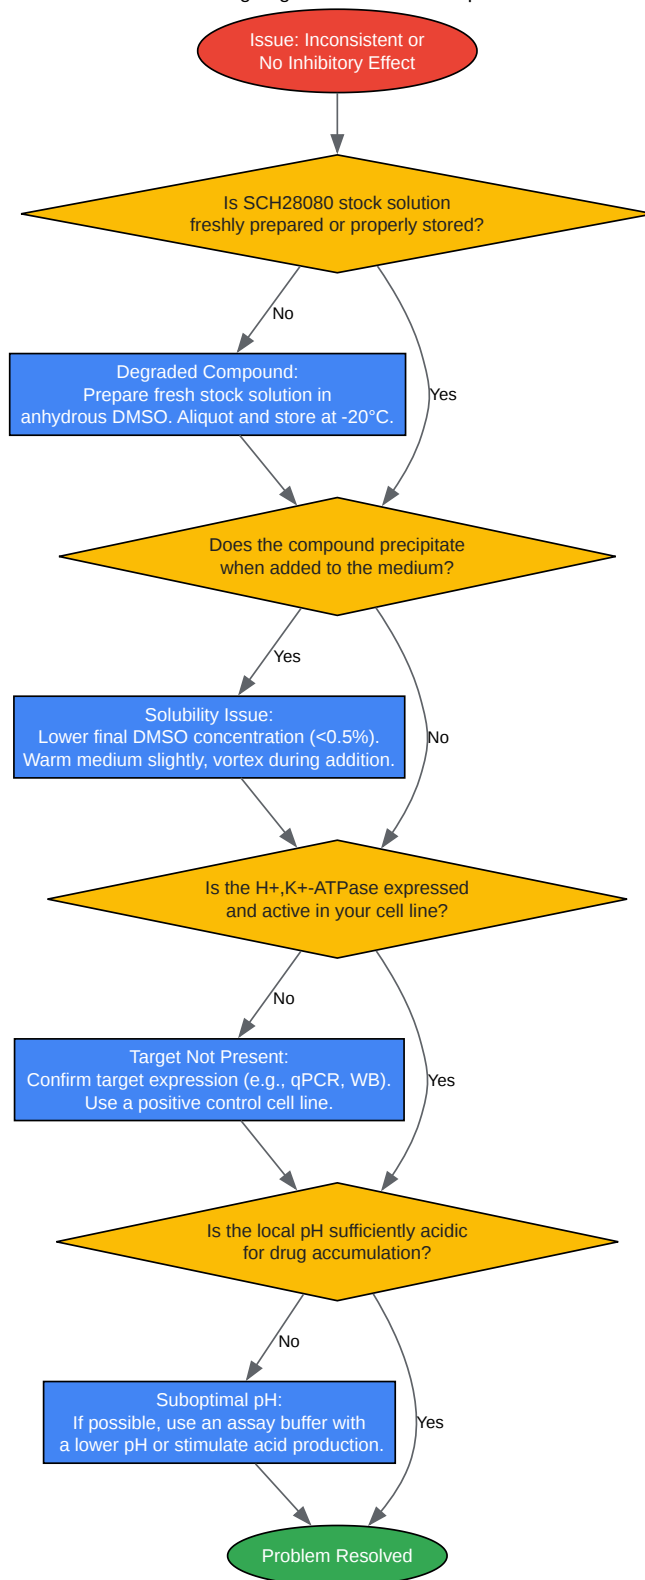 Issue: Inconsistent or
No Inhibitory Effect
Is SCH28080 stock solution
freshly prepared or properly stored?
No
Yes
Degraded Compound:
Prepare fresh stock solution in
anhydrous DMSO. Aliquot and store at -20°C.
Does the compound precipitate
when added to the medium?
Yes
No
Solubility Issue:
Lower final DMSO concentration (<0.5%).
Warm medium slightly, vortex during addition.
Is the H+,K+-ATPase expressed
and active in your cell line?
No
Yes
Target Not Present:
Confirm target expression (e.g., qPCR, WB).
Use a positive control cell line.
Is the local pH sufficiently acidic
for drug accumulation?
No
Yes
Suboptimal pH:
If possible, use an assay buffer with
a lower pH or stimulate acid production.
Problem Resolved